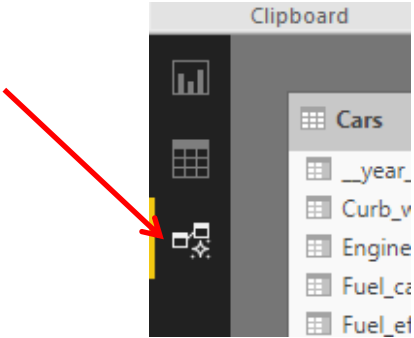 Clipboard
Cars
__year_
Curb_w
Engine
Fuel_ca
Fuel_ef